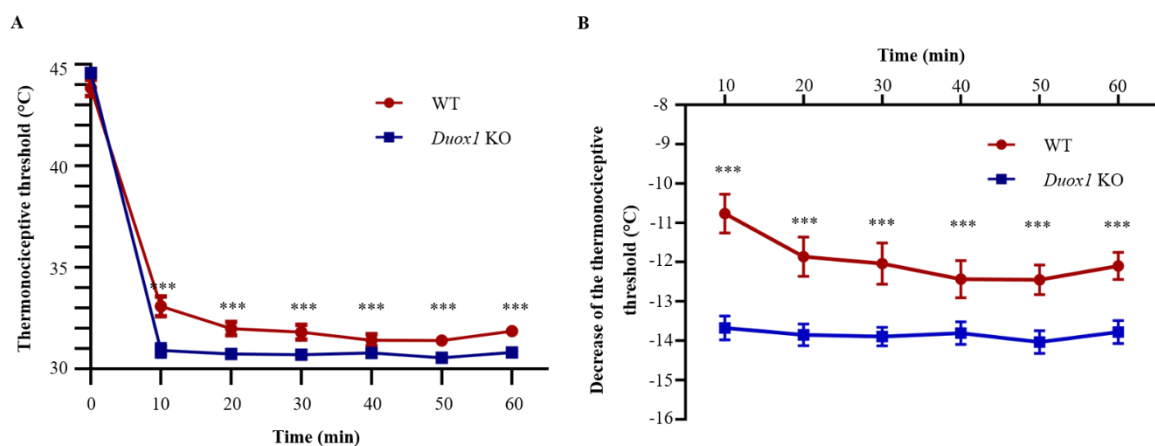 A
Thermonociceptive threshold (°C)
45
40
35
30
WT
Duox1 KO
***
*** *** *** *** ***
0 10 20 30 40 50 60
Time (min)
B
Time (min)
10 20 30 40 50 60
Decrease of the thermonociceptive
threshold (°C)
-8
-9
-10
-11
-12
-13
-14
-15
-16
WT
Duox1 KO
***
*** *** *** *** ***